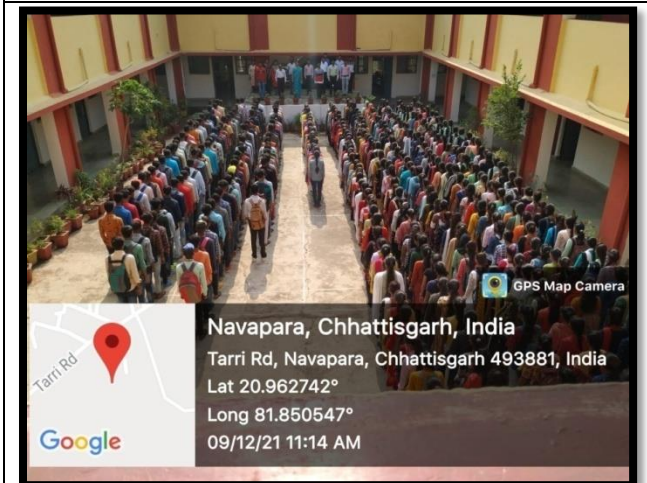 GPS Map Camera
Navapara, Chhattisgarh, India
Tarri Rd, Navapara, Chhattisgarh 493881, India
Lat 20.962742°
Long 81.850547°
09/12/21 11:14 AM
Tarri Rd
Google